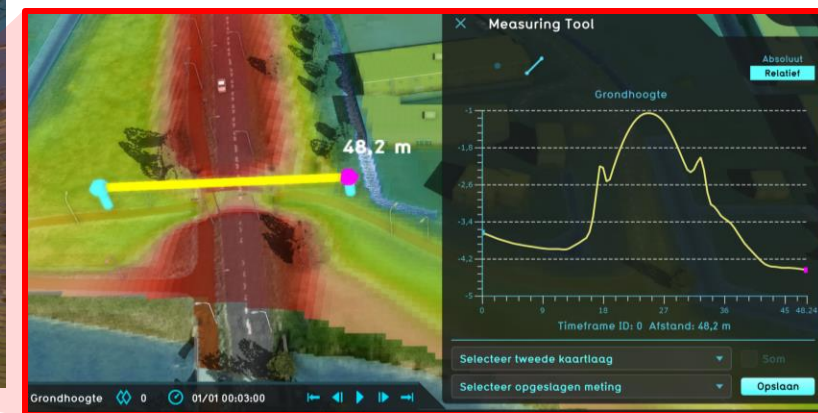 Measuring Tool
Absoluut
Relatief
Grondhoogte
48,2 m
-1
-1,8
-2,6
-3,4
-4,2
-5
0 9 18 27 36 45 48.24
Timeframe ID: 0 Afstand: 48,2 m
Selecteer tweede kaartlaag
Som
Selecteer opgeslagen meting
Opslaan
Grondhoogte 0 01/01 00:03:00